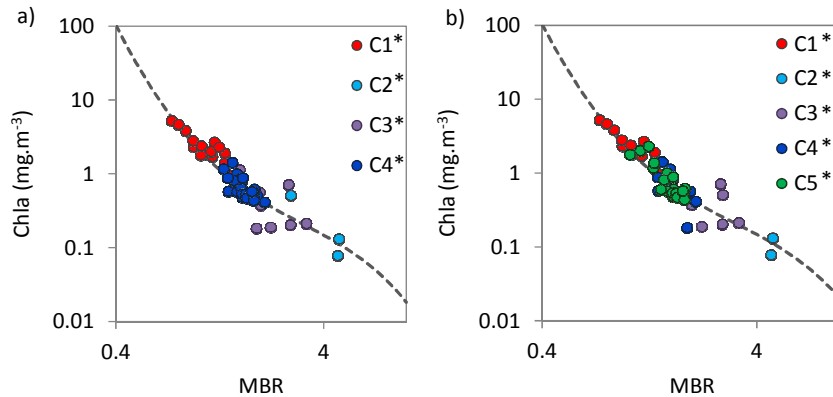 a)
100
10
1
0.1
0.01
Chla (mg.m⁻³)
0.4
4
MBR
C1*
C2*
C3*
C4*
b)
100
10
1
0.1
0.01
Chla (mg.m⁻³)
0.4
4
MBR
C1*
C2*
C3*
C4*
C5*